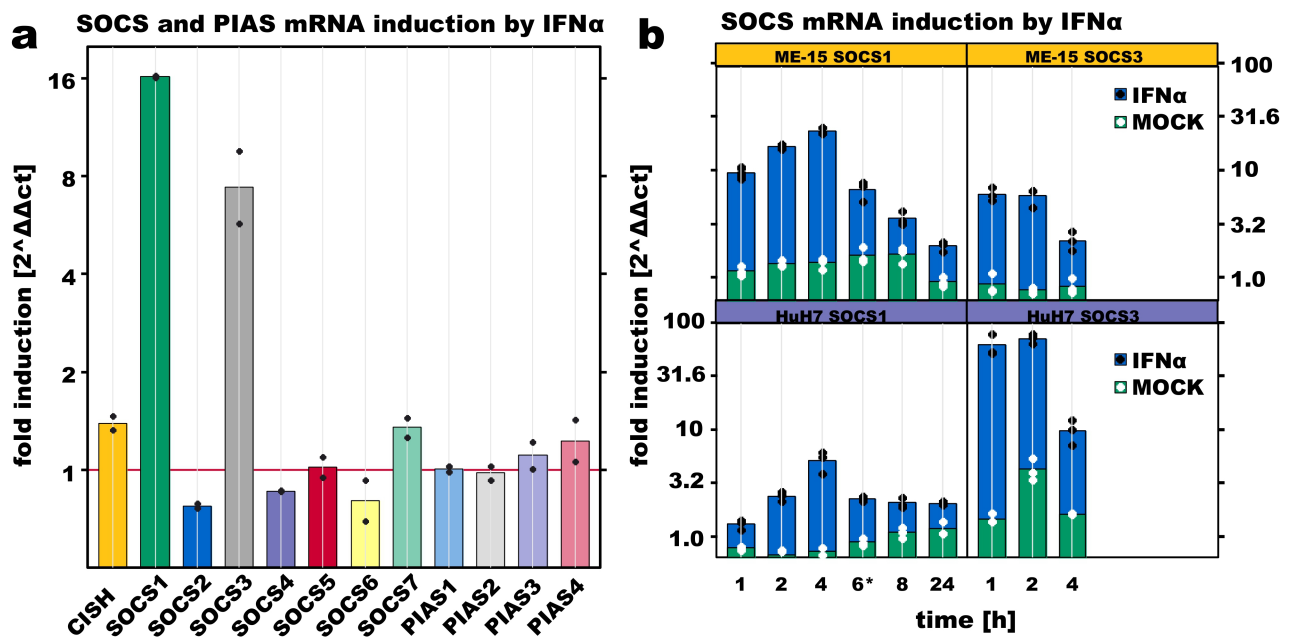 a
SOCS and PIAS mRNA induction by IFNα
fold induction [2^ΔΔct]
16
8
4
2
1
CISH
SOCS1
SOCS2
SOCS3
SOCS4
SOCS5
SOCS6
SOCS7
PIAS1
PIAS2
PIAS3
PIAS4
b
SOCS mRNA induction by IFNα
fold induction [2^ΔΔct]
ME-15 SOCS1
ME-15 SOCS3
IFNα
MOCK
100
31.6
10
3.2
1.0
HuH7 SOCS1
HuH7 SOCS3
IFNα
MOCK
100
31.6
10
3.2
1.0
1 2 4 6* 8 24 1 2 4
time [h]